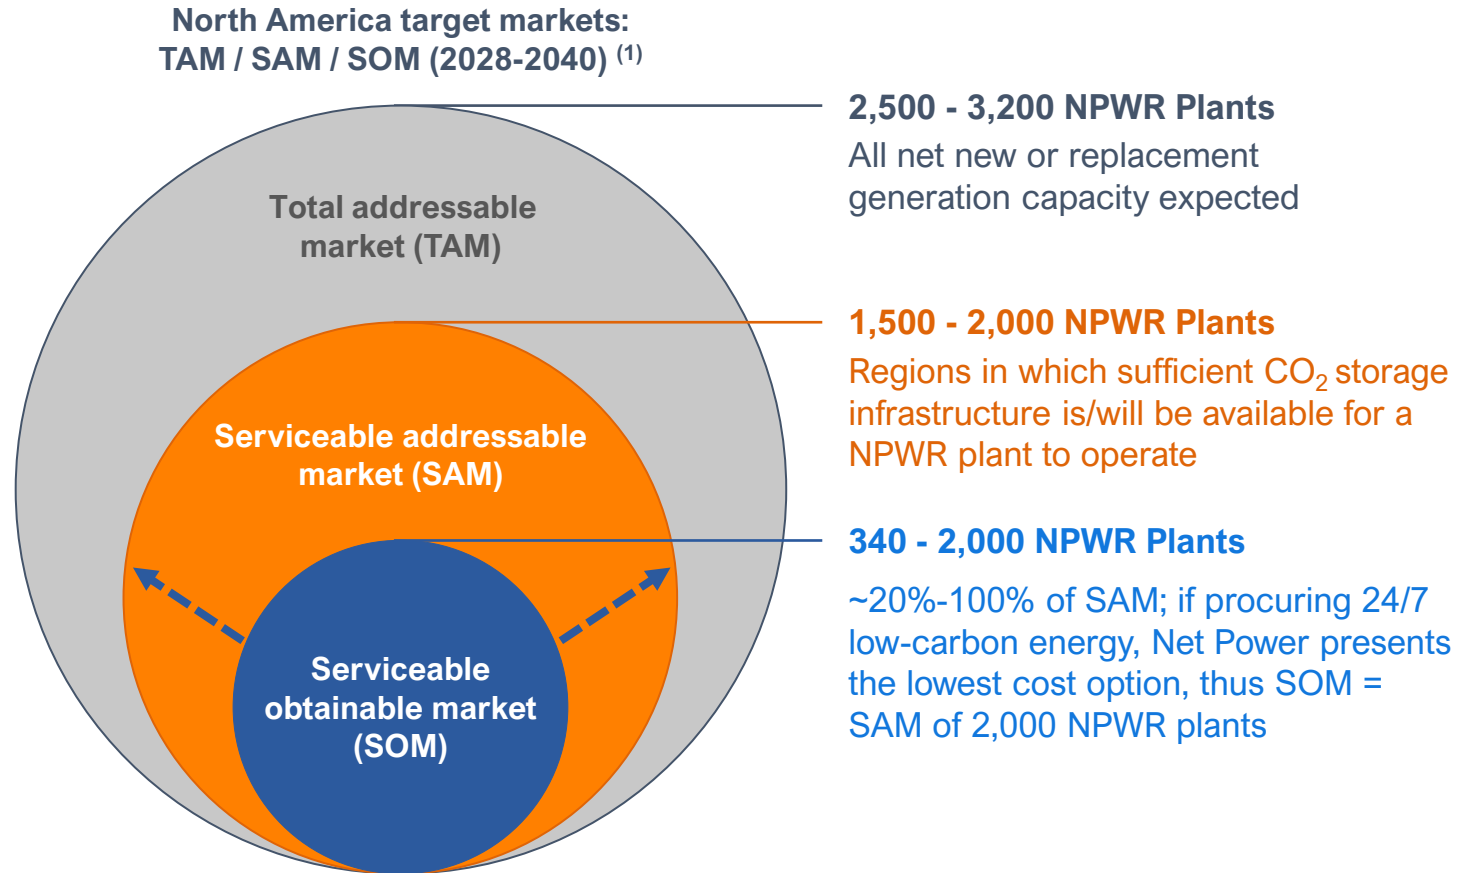 North America target markets:
TAM / SAM / SOM (2028-2040) (1)
Total addressable
market (TAM)
Serviceable addressable
market (SAM)
Serviceable
obtainable market
(SOM)
2,500 - 3,200 NPWR Plants
All net new or replacement
generation capacity expected
1,500 - 2,000 NPWR Plants
Regions in which sufficient CO₂ storage
infrastructure is/will be available for a
NPWR plant to operate
340 - 2,000 NPWR Plants
~20%-100% of SAM; if procuring 24/7
low-carbon energy, Net Power presents
the lowest cost option, thus SOM =
SAM of 2,000 NPWR plants